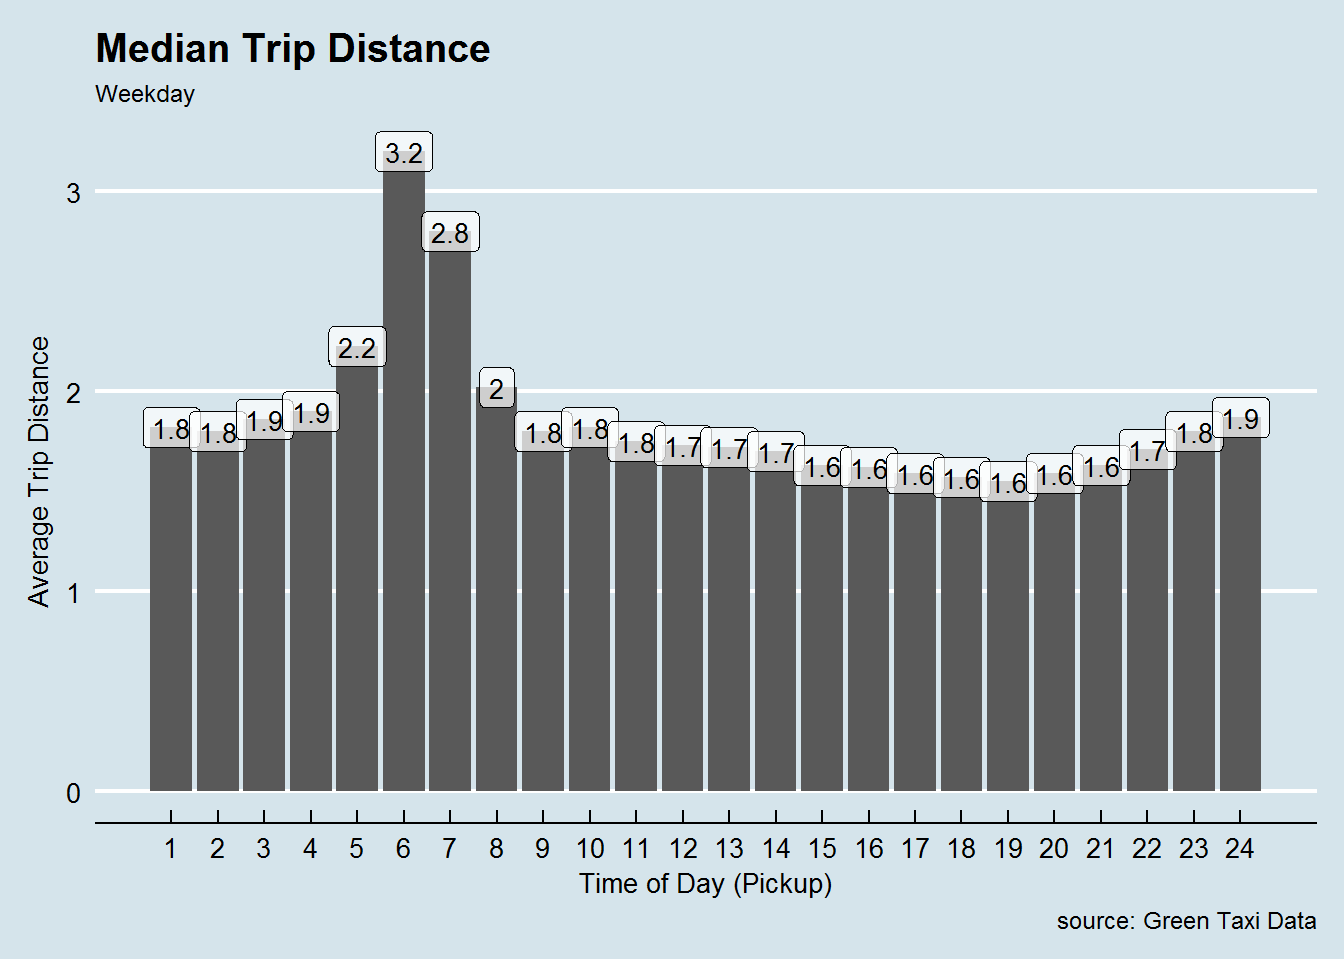 Median Trip Distance
Weekday
Average Trip Distance
3
2
1
0
1.8 1.8 1.9 1.9 2.2 3.2 2.8 2 1.8 1.8 1.8 1.7 1.7 1.7 1.6 1.6 1.6 1.6 1.6 1.6 1.6 1.7 1.8 1.9
1 2 3 4 5 6 7 8 9 10 11 12 13 14 15 16 17 18 19 20 21 22 23 24
Time of Day (Pickup)
source: Green Taxi Data